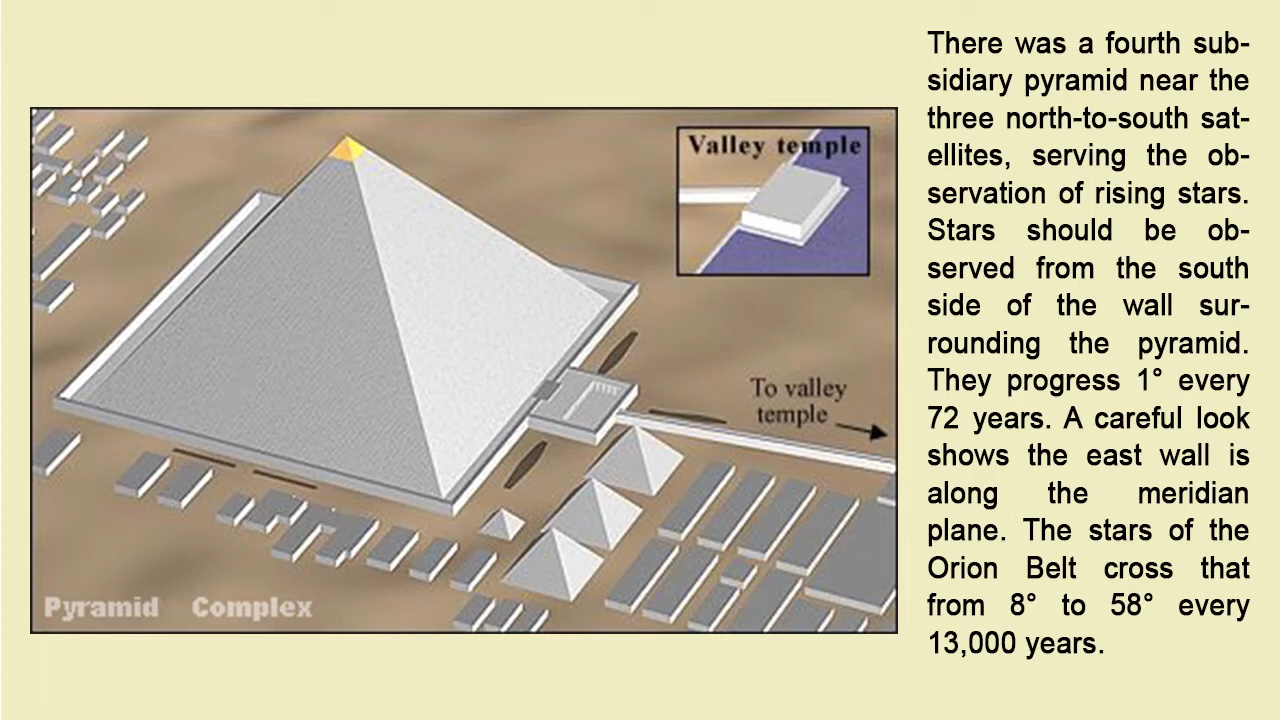 Valley temple
To valley
temple
Pyramid Complex
There was a fourth sub-
sidiary pyramid near the
three north-to-south sat-
ellites, serving the ob-
servation of rising stars.
Stars should be ob-
served from the south
side of the wall sur-
rounding the pyramid.
They progress 1° every
72 years. A careful look
shows the east wall is
along the meridian
plane. The stars of the
Orion Belt cross that
from 8° to 58° every
13,000 years.